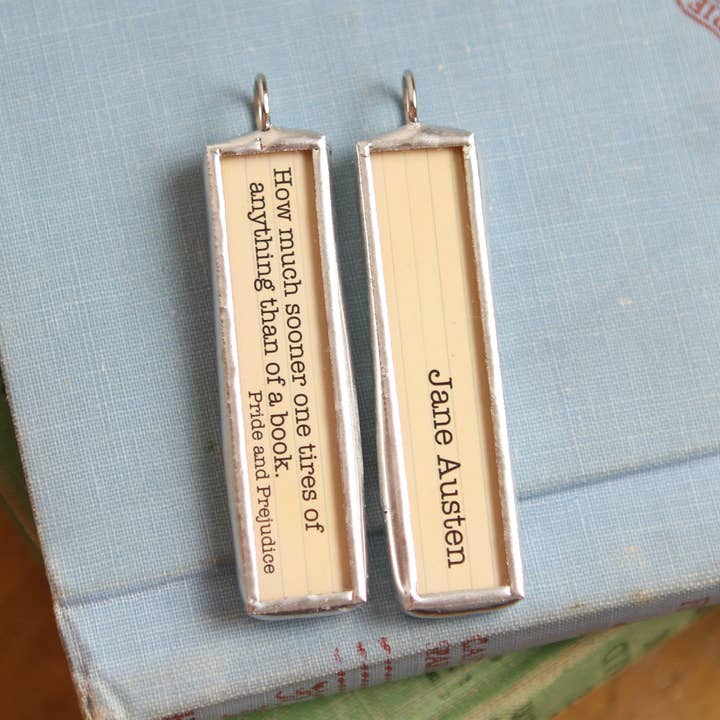 How much sooner one tires of
anything than of a book.
Pride and Prejudice
Jane Austen